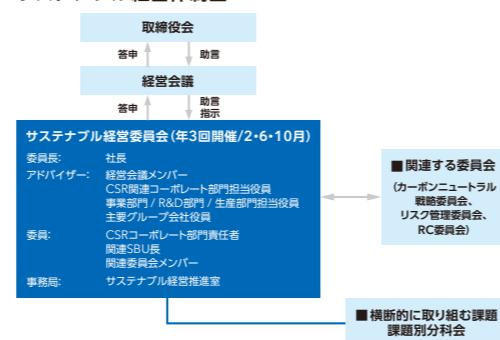 取締役会
答申 助言
経営会議
答申 助言
指示
サステナブル経営委員会(年3回開催/2・6・10月)
委員長: 社長
アドバイザー: 経営会議メンバー
CSR関連コーポレート部門担当役員
事業部門 / R&D部門 / 生産部門担当役員
主要グループ会社役員
委員: CSRコーポレート部門責任者
関連SBU長
関連委員会メンバー
事務局: サステナブル経営推進室
■関連する委員会
(カーボンニュートラル
戦略委員会、
リスク管理委員会、
RC委員会)
■横断的に取り組む課題
課題別分科会